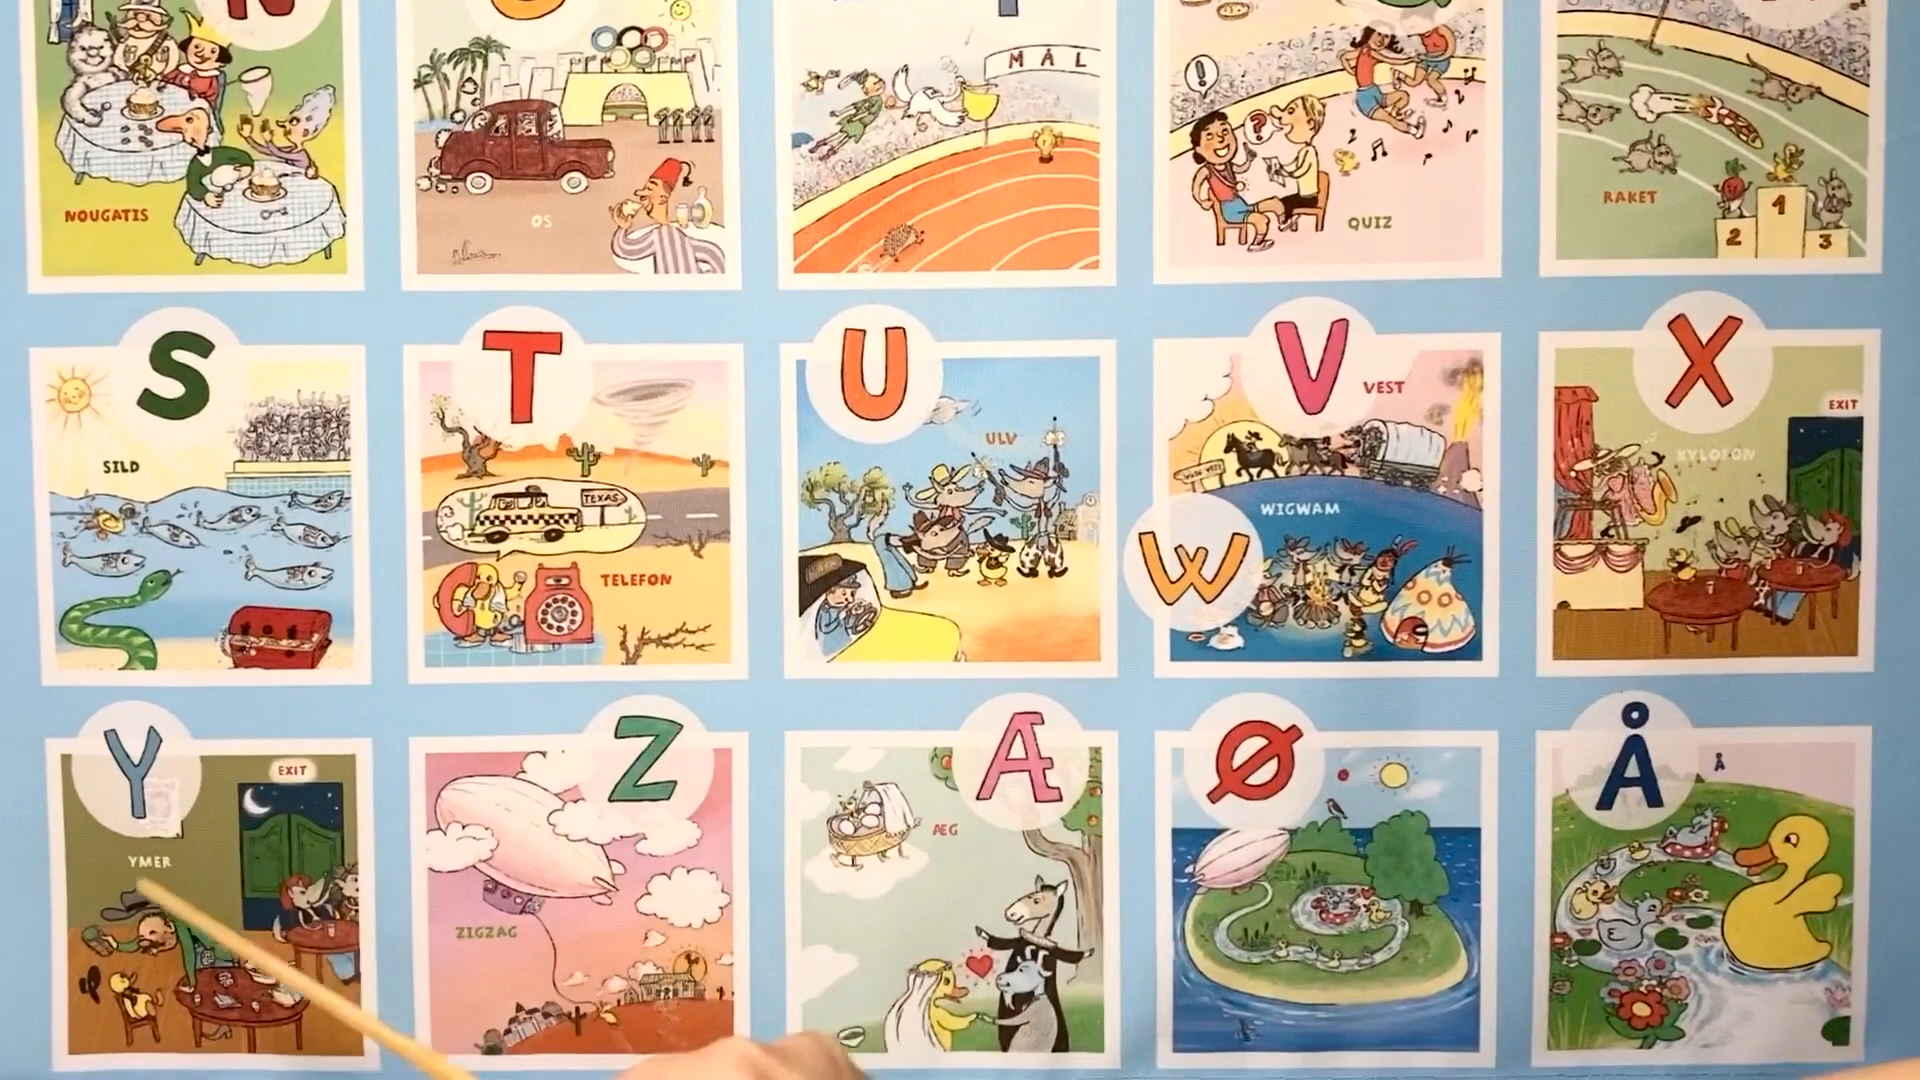 N
MÅL
!
?
NOUGATIS
OS
QUIZ
RAKET
1
2
3
S
SILD
T
TEXAS
TELEFON
U
ULV
V
VEST
W
WIGWAM
X
EXIT
XYLOFON
Y
EXIT
YMER
Z
ZIGZAG
Æ
ÆG
Ø
Å
Å